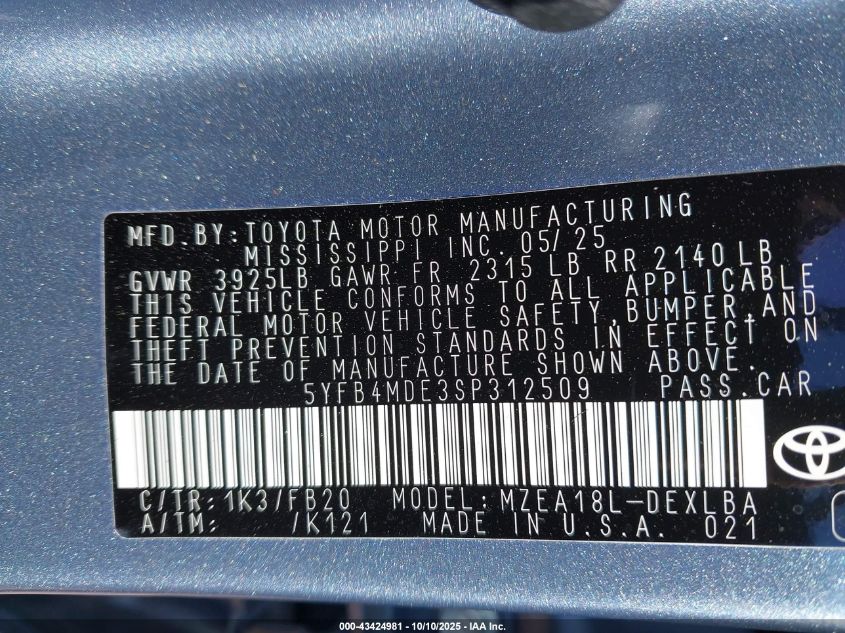 MFD.BY:TOYOTA MOTOR MANUFACTURING
MISSISSIPPI INC. 05/25
GVWR 3925LB GAWR FR 2315 LB RR 2140 LB
THIS VEHICLE CONFORMS TO ALL APPLICABLE
FEDERAL MOTOR VEHICLE SAFETY, BUMPER, AND
THEFT PREVENTION STANDARDS IN EFFECT ON
THE DATE OF MANUFACTURE SHOWN ABOVE.
5YFB4MDE3SP312509 PASS.CAR
C/TR: 1K3/FB20 MODEL: MZEA18L-DEXLBA
A/TM: /K121 MADE IN U.S.A. 021
000-43424981 - 10/10/2025 - IAA Inc.